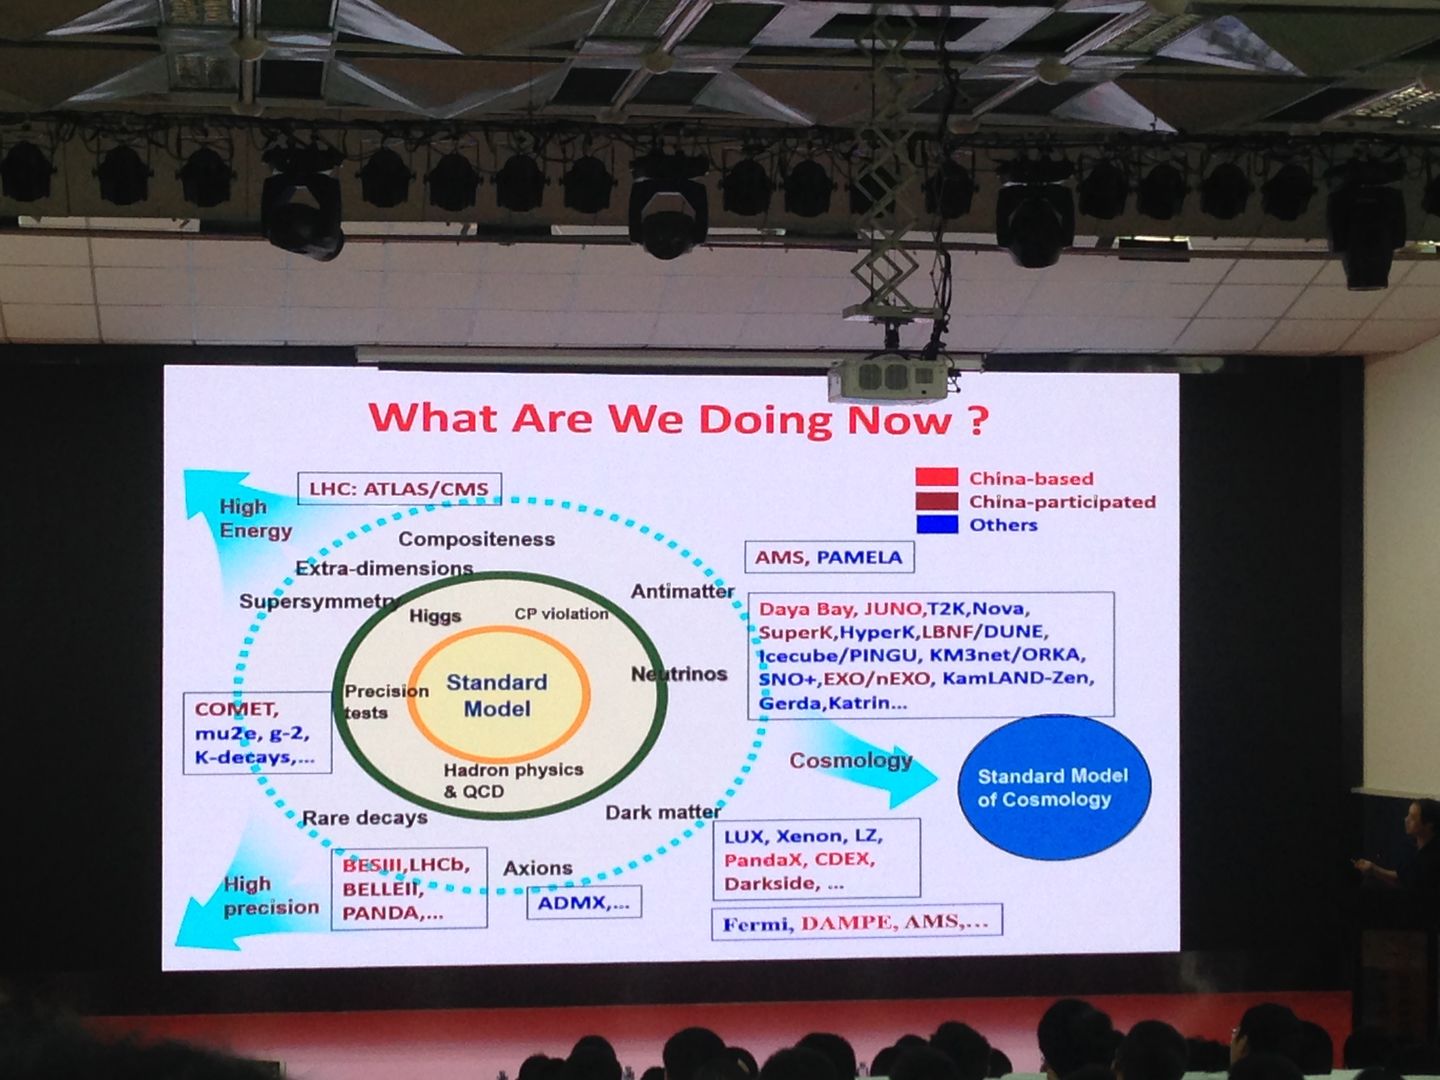 What Are We Doing Now ?
China-based
China-participated
Others
High
Energy
LHC: ATLAS/CMS
Compositeness
Extra-dimensions
Supersymmetry
Higgs
CP violation
Antimatter
AMS, PAMELA
Daya Bay, JUNO,T2K,Nova,
SuperK,HyperK,LBNF/DUNE,
Icecube/PINGU, KM3net/ORKA,
SNO+,EXO/nEXO, KamLAND-Zen,
Gerda,Katrin...
Neutrinos
Standard
Model
Precision
tests
COMET,
mu2e, g-2,
K-decays,...
Hadron physics
& QCD
Cosmology
Standard Model
of Cosmology
Rare decays
Dark matter
LUX, Xenon, LZ,
PandaX, CDEX,
Darkside, ...
High
precision
BESIII,LHCb,
BELLEII,
PANDA,...
Axions
ADMX,...
Fermi, DAMPE, AMS,...